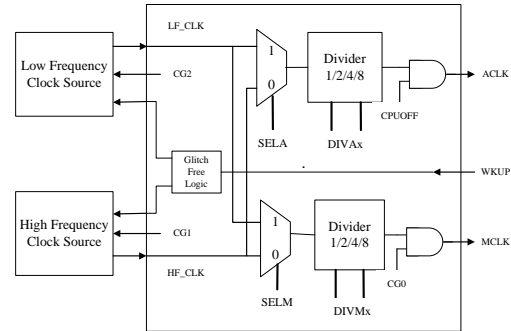 LF_CLK
Low Frequency
Clock Source
CG2
1
0
SELA
Divider
1/2/4/8
DIVAx
CPUOFF
ACLK
Glitch
Free
Logic
WKUP
High Frequency
Clock Source
CG1
HF_CLK
1
0
SELM
Divider
1/2/4/8
DIVMx
CG0
MCLK